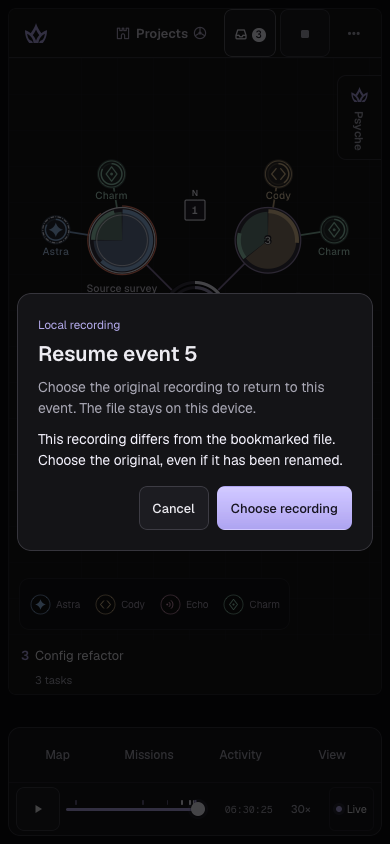 Projects
3
Psyche
Charm
N
1
Cody
Astra
3
Charm
Source survey
Local recording
Resume event 5
Choose the original recording to return to this
event. The file stays on this device.
This recording differs from the bookmarked file.
Choose the original, even if it has been renamed.
Cancel
Choose recording
Astra
Cody
Echo
Charm
3 Config refactor
3 tasks
Map
Missions
Activity
View
06:30:25
30×
Live